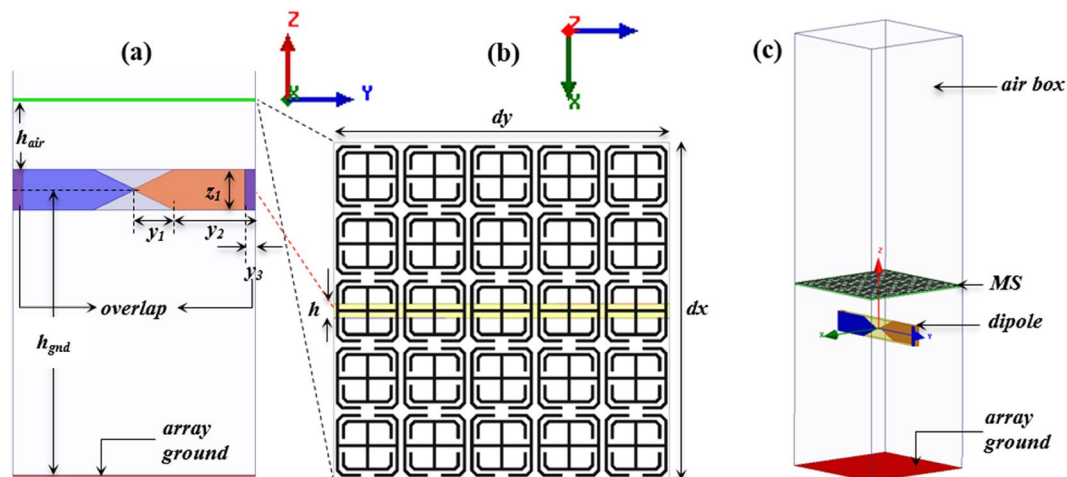 (a)
Z
X
Y
h_air
z_1
y_1
y_2
y_3
overlap
h_gnd
array
ground
(b)
Z
X
dy
h
dx
(c)
air box
Z
MS
dipole
X
Y
array
ground